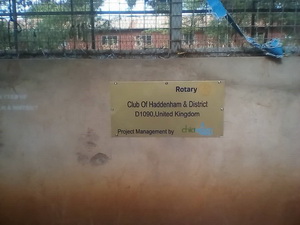 Rotary
Club Of Haddenham & District
D1090,United Kingdom
Project Management by